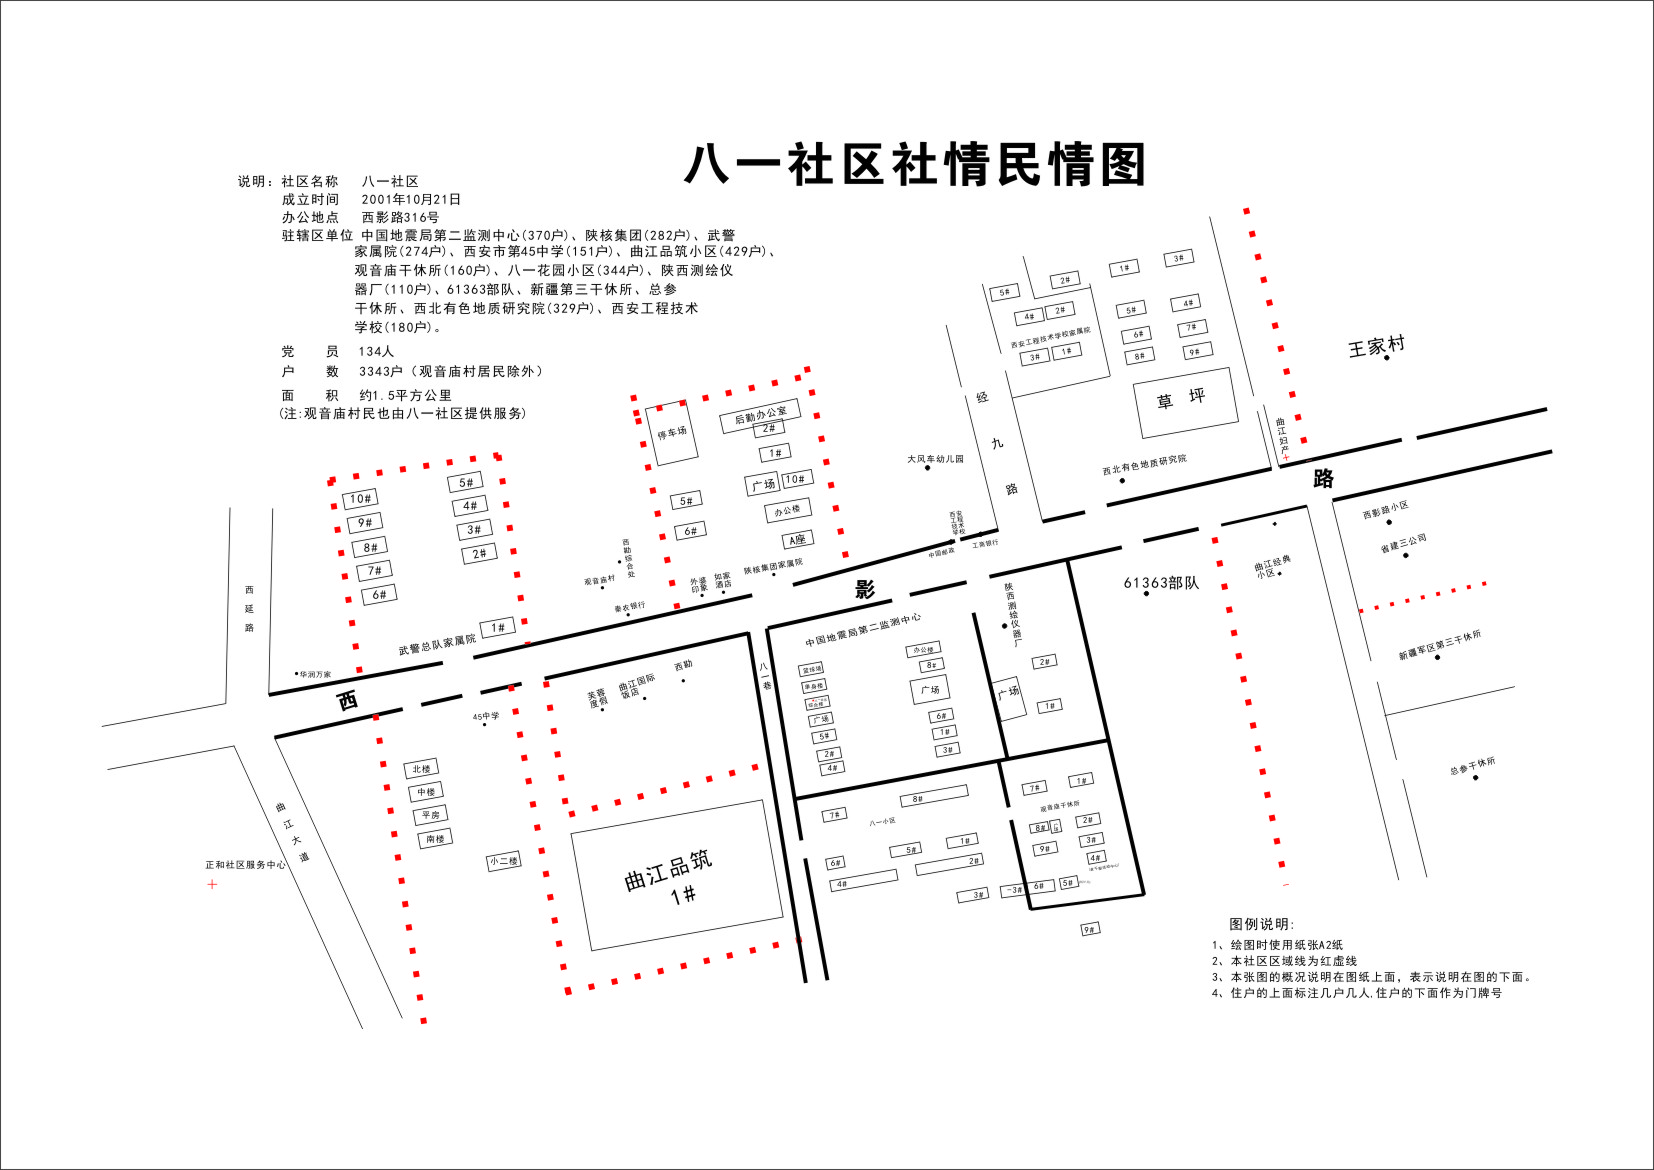 八一社区社情民情图
说明：社区名称 八一社区
成立时间 2001年10月21日
办公地点 西影路316号
驻辖区单位 中国地震局第二监测中心(370户)、陕核集团(282户)、武警
家属院(274户)、西安市第45中学(151户)、曲江品筑小区(429户)、
观音庙干休所(160户)、八一花园小区(344户)、陕西测绘仪
器厂(110户)、61363部队、新疆第三干休所、总参
干休所、西北有色地质研究院(329户)、西安工程技术
学校(180户)。
党 员 134人
户 数 3343户（观音庙村居民除外）
面 积 约1.5平方公里
(注:观音庙村民也由八一社区提供服务)
5#
2#
1#
3#
4#
2#
西安工程技术学校家属院
3#
1#
5#
4#
6#
7#
8#
9#
草 坪
王家村
经九路
曲江妇产
大风车幼儿园
西北有色地质研究院
停车场
后勤办公室
2#
1#
广场
10#
5#
办公楼
6#
A座
陕核集团家属院
10#
5#
9#
4#
8#
3#
7#
2#
6#
1#
武警总队家属院
西延路
华润万家
西勘综合处
观音庙村
秦农银行
外婆印象
如家酒店
西安工程技术学校
中国邮政
工商银行
西
影
路
西影路小区
省建三公司
曲江经典小区
61363部队
新疆军区第三干休所
总参干休所
陕西测绘仪器厂
2#
广场
1#
中国地震局第二监测中心
篮球场
单身楼
综合楼
广场
5#
2#
4#
办公楼
8#
广场
6#
1#
3#
八一巷
西勘
曲江国际饭店
芙蓉度假
45中学
北楼
中楼
平房
南楼
小二楼
曲江大道
正和社区服务中心
曲江品筑
1#
7#
8#
八一小区
6#
5#
1#
4#
2#
3#
7#
1#
观音庙干休所
8#
2#
9#
3#
4#
-3#
6#
5#
9#
图例说明:
1、绘图时使用纸张A2纸
2、本社区区域线为红虚线
3、本张图的概况说明在图纸上面，表示说明在图的下面。
4、住户的上面标注几户几人,住户的下面作为门牌号